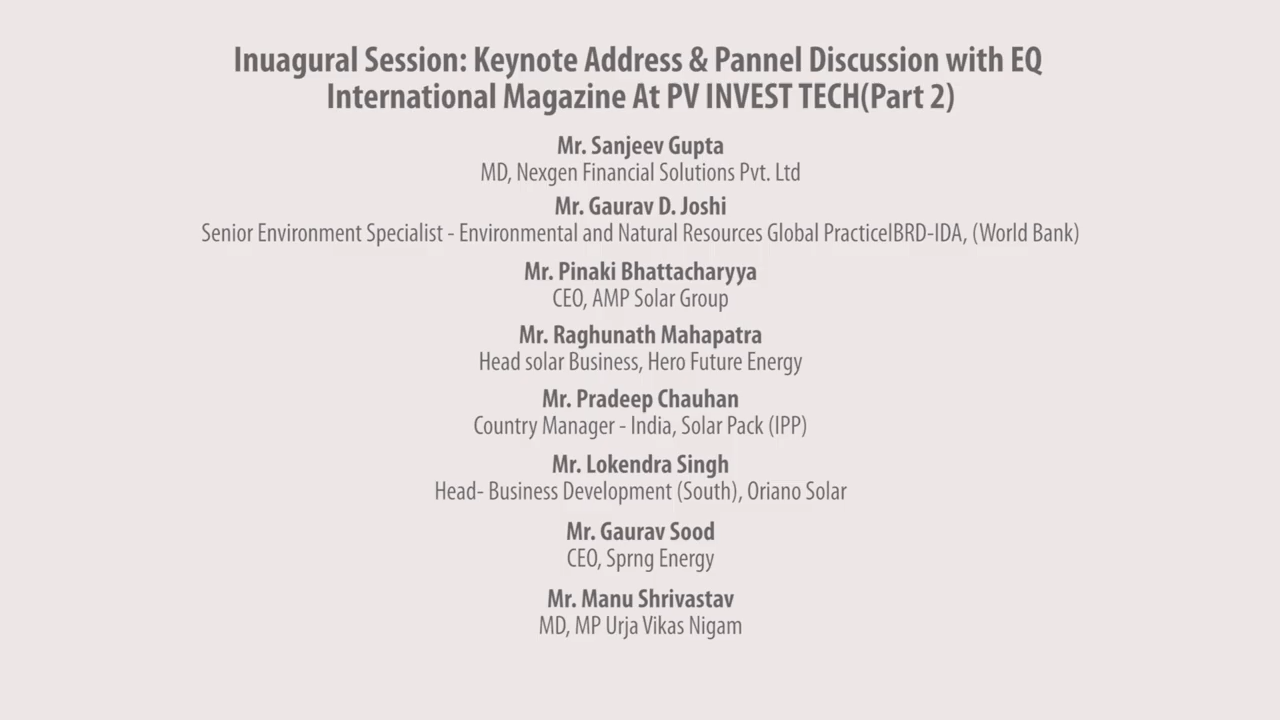 Inuagural Session: Keynote Address & Pannel Discussion with EQ
International Magazine At PV INVEST TECH(Part 2)
Mr. Sanjeev Gupta
MD, Nexgen Financial Solutions Pvt. Ltd
Mr. Gaurav D. Joshi
Senior Environment Specialist - Environmental and Natural Resources Global PracticeIBRD-IDA, (World Bank)
Mr. Pinaki Bhattacharyya
CEO, AMP Solar Group
Mr. Raghunath Mahapatra
Head solar Business, Hero Future Energy
Mr. Pradeep Chauhan
Country Manager - India, Solar Pack (IPP)
Mr. Lokendra Singh
Head- Business Development (South), Oriano Solar
Mr. Gaurav Sood
CEO, Sprng Energy
Mr. Manu Shrivastav
MD, MP Urja Vikas Nigam